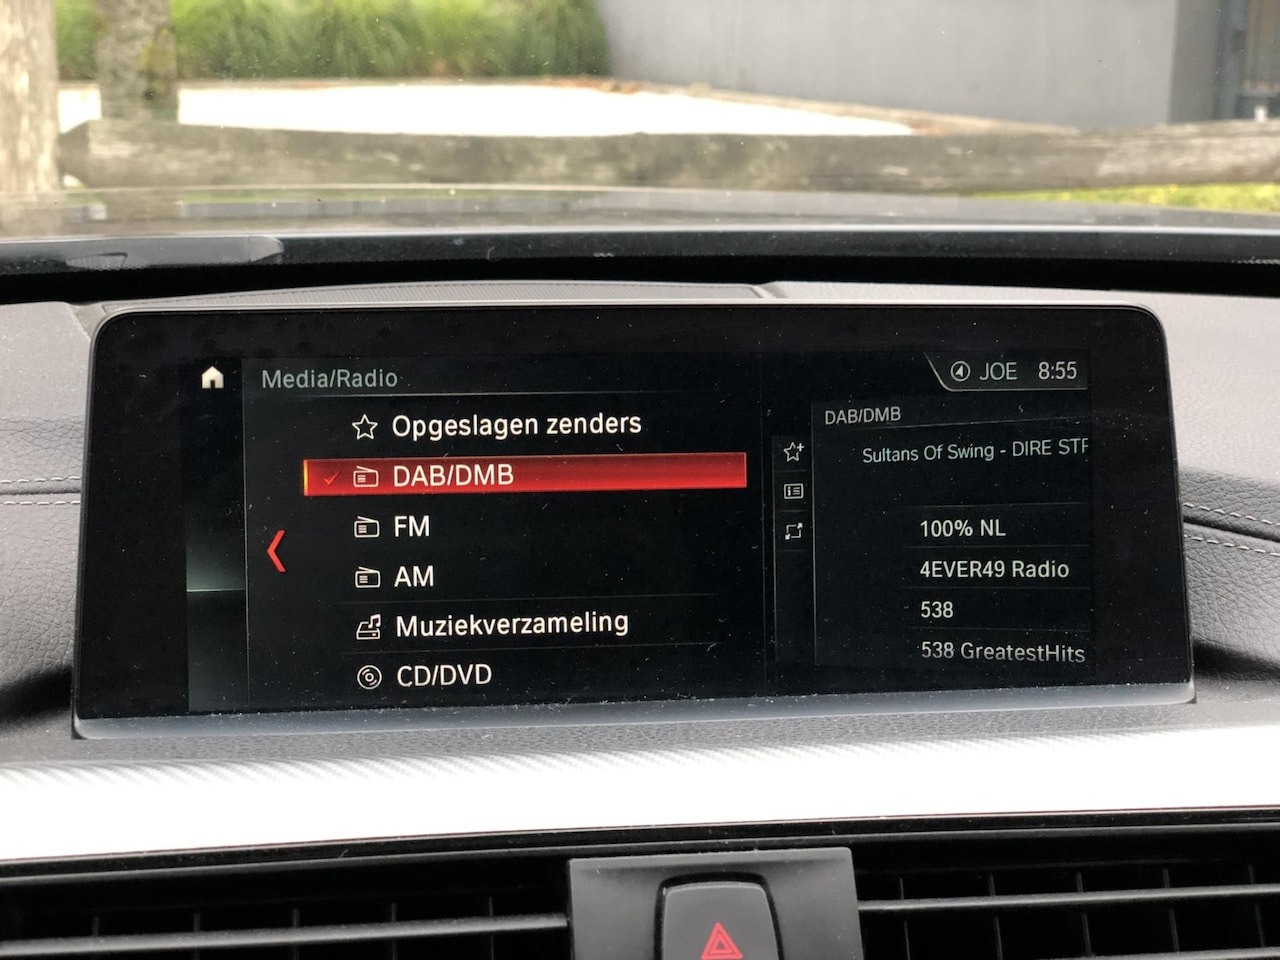 Media/Radio
JOE 8:55
Opgeslagen zenders
DAB/DMB
FM
AM
Muziekverzameling
CD/DVD
DAB/DMB
Sultans Of Swing - DIRE STR
100% NL
4EVER49 Radio
538
538 GreatestHits